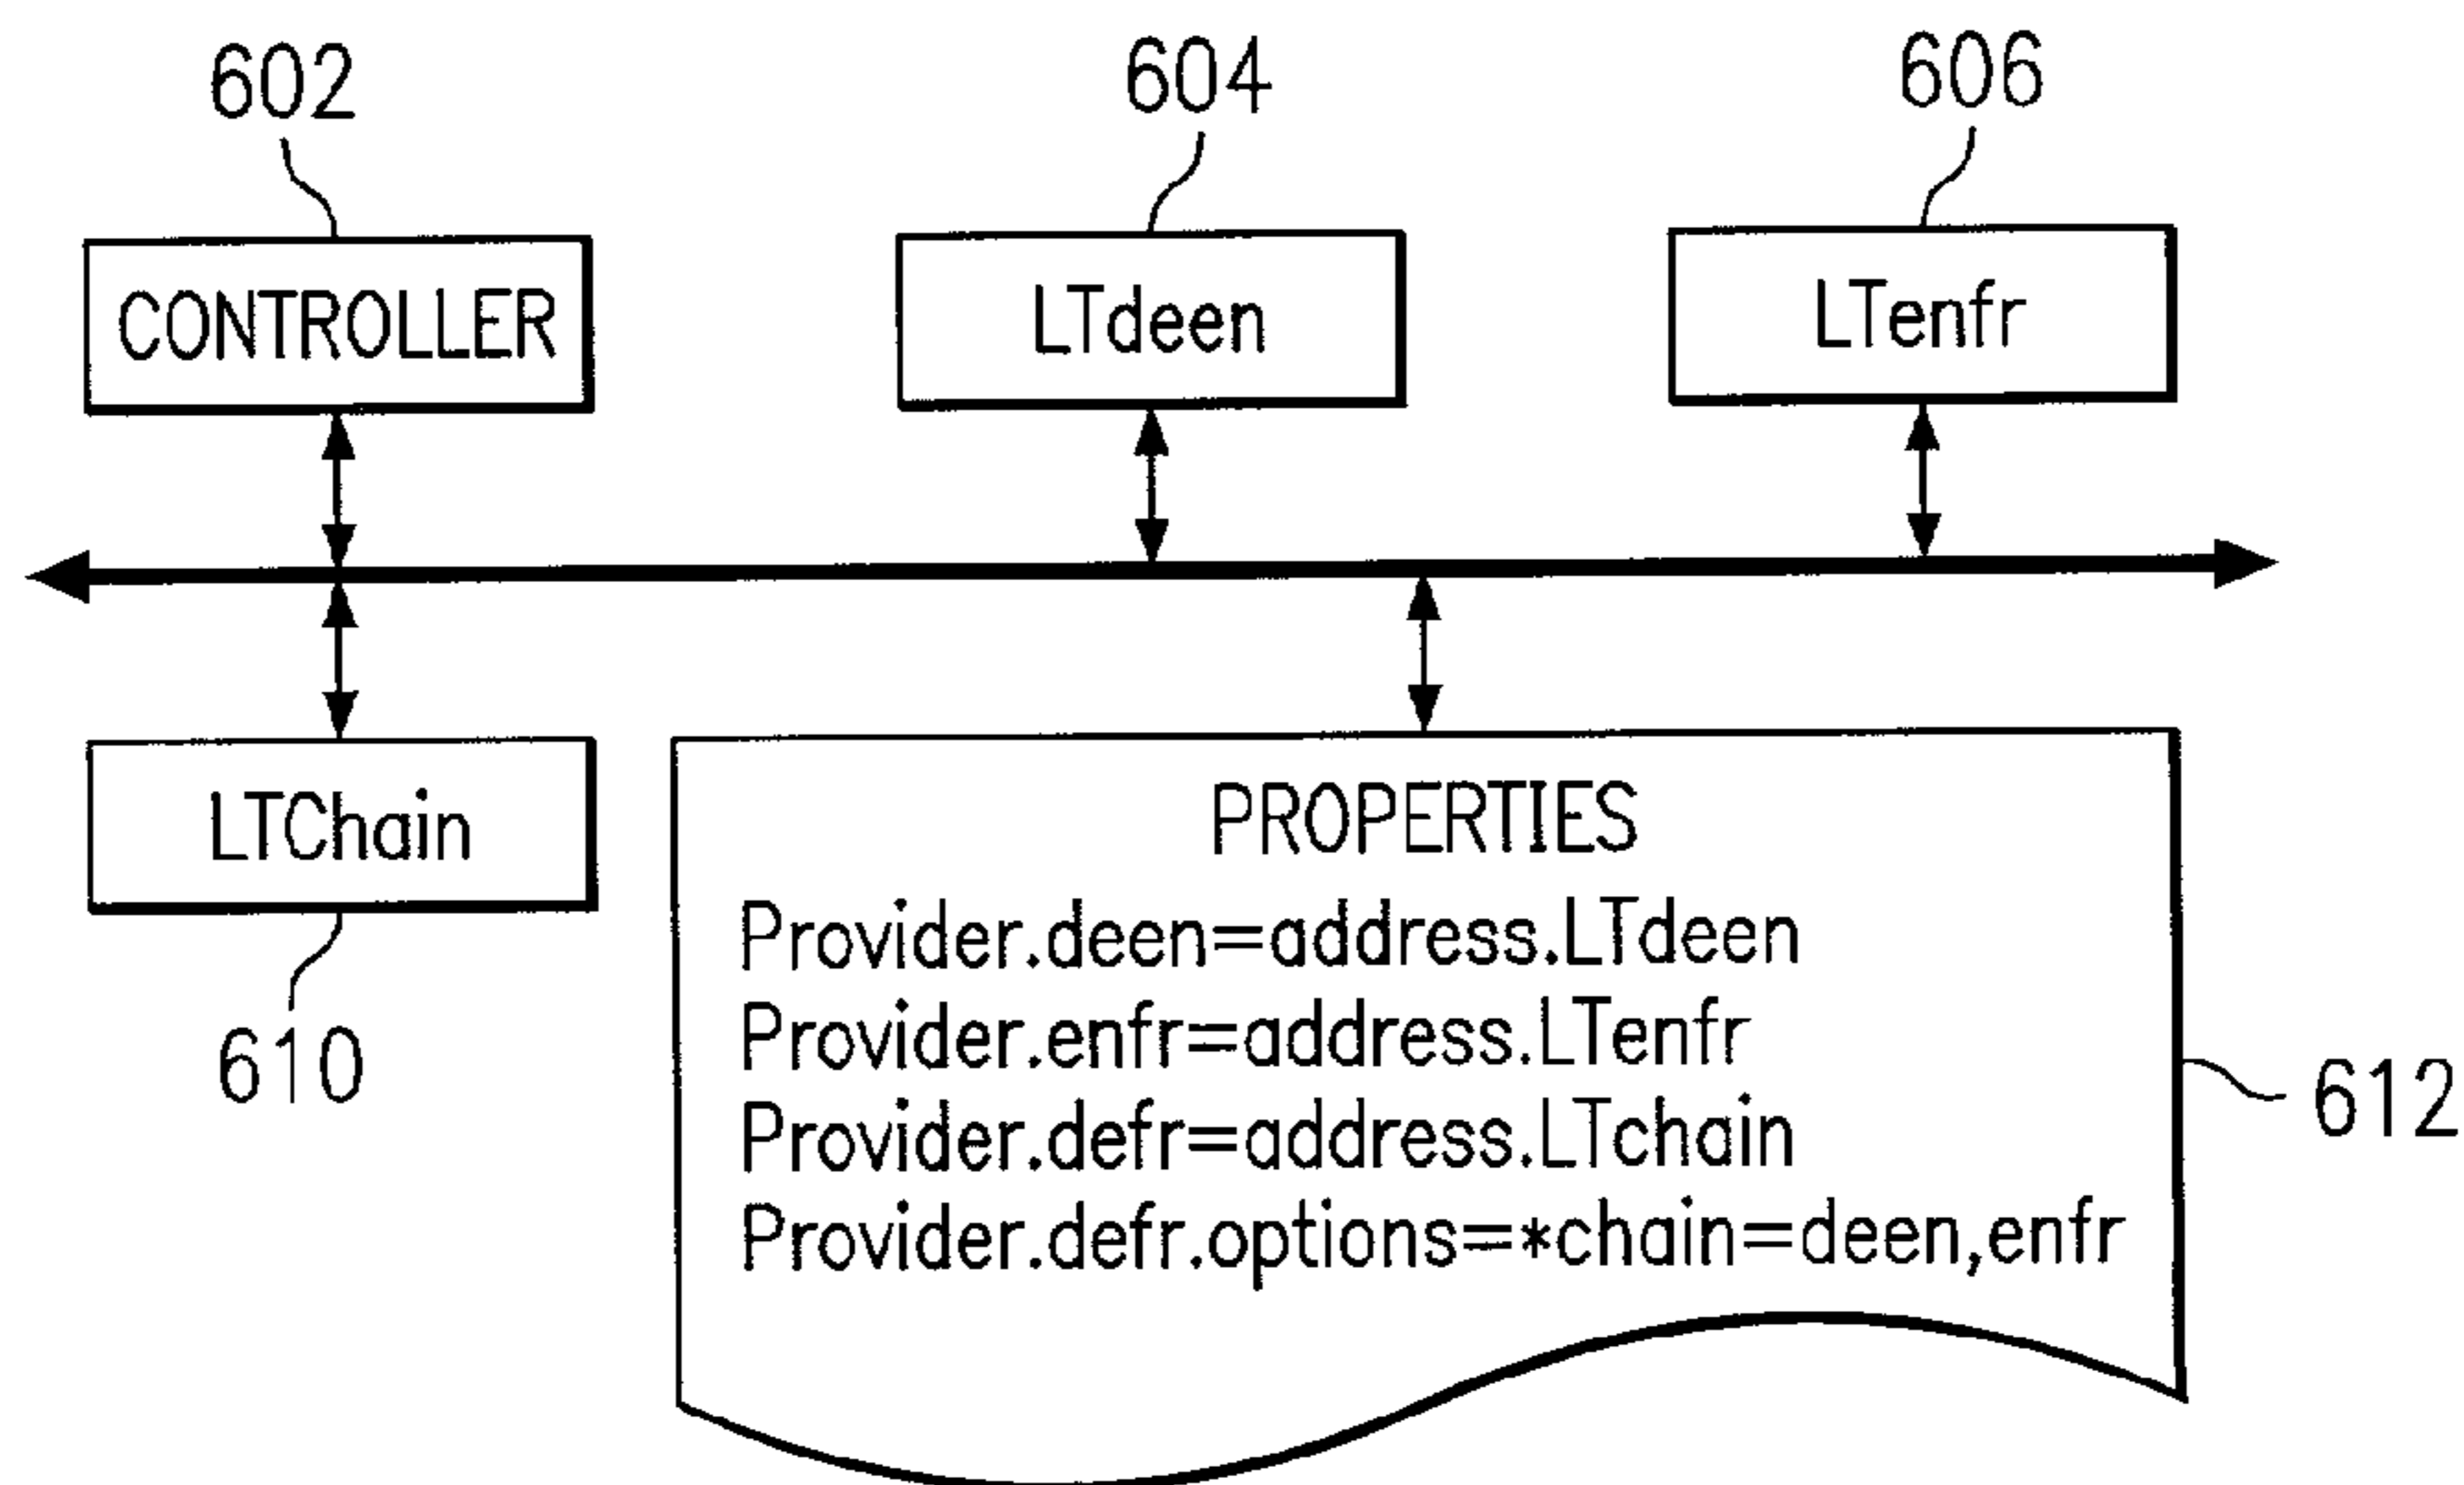 602
604
606
CONTROLLER
LTdeen
LTenfr
LTChain
610
PROPERTIES
Provider.deen=address.LTdeen
Provider.enfr=address.LTenfr
Provider.defr=address.LTchain
Provider.defr.options=*chain=deen,enfr
612